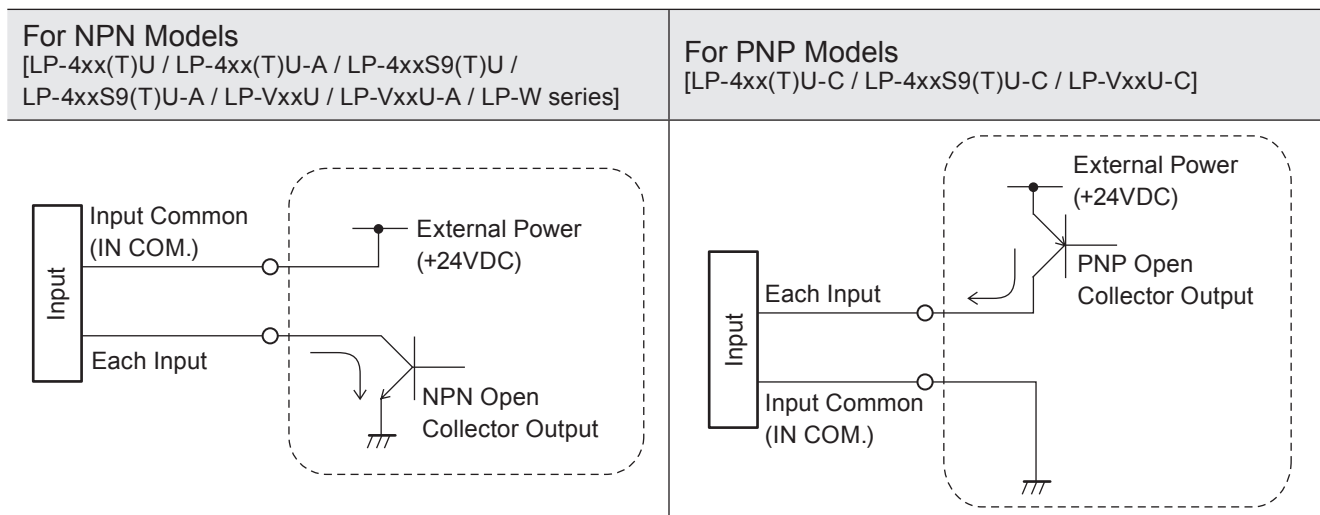 For NPN Models
[LP-4xx(T)U / LP-4xx(T)U-A / LP-4xxS9(T)U /
LP-4xxS9(T)U-A / LP-VxxU / LP-VxxU-A / LP-W series]
For PNP Models
[LP-4xx(T)U-C / LP-4xxS9(T)U-C / LP-VxxU-C]
Input
Input Common
(IN COM.)
External Power
(+24VDC)
Each Input
NPN Open
Collector Output
External Power
(+24VDC)
PNP Open
Collector Output
Input
Each Input
Input Common
(IN COM.)